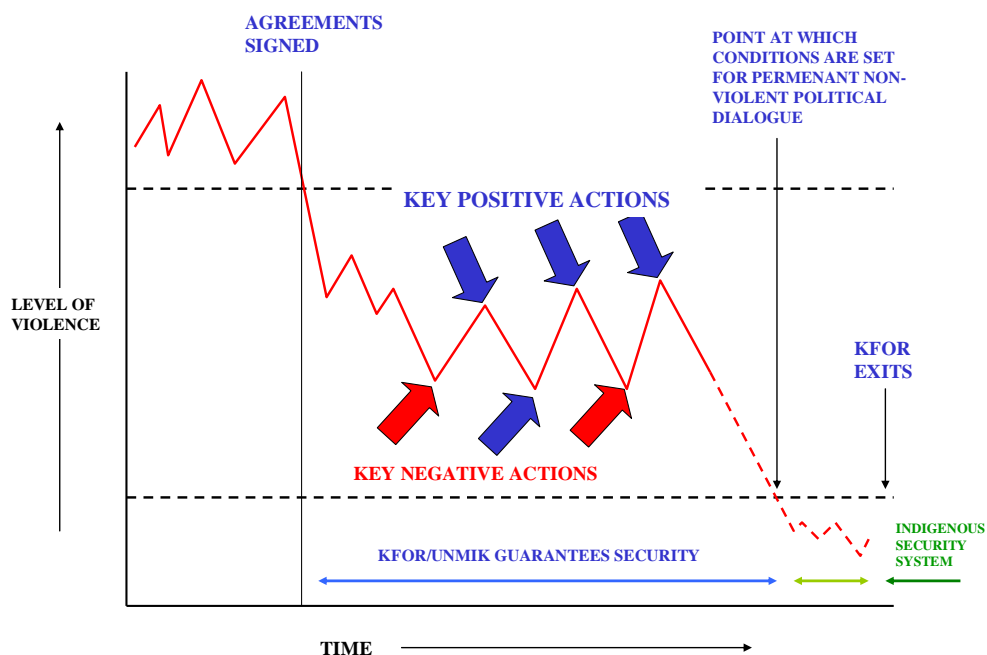 AGREEMENTS
SIGNED
POINT AT WHICH
CONDITIONS ARE SET
FOR PERMENANT NON-
VIOLENT POLITICAL
DIALOGUE
KEY POSITIVE ACTIONS
LEVEL OF
VIOLENCE
KFOR
EXITS
KEY NEGATIVE ACTIONS
KFOR/UNMIK GUARANTEES SECURITY
INDIGENOUS
SECURITY
SYSTEM
TIME